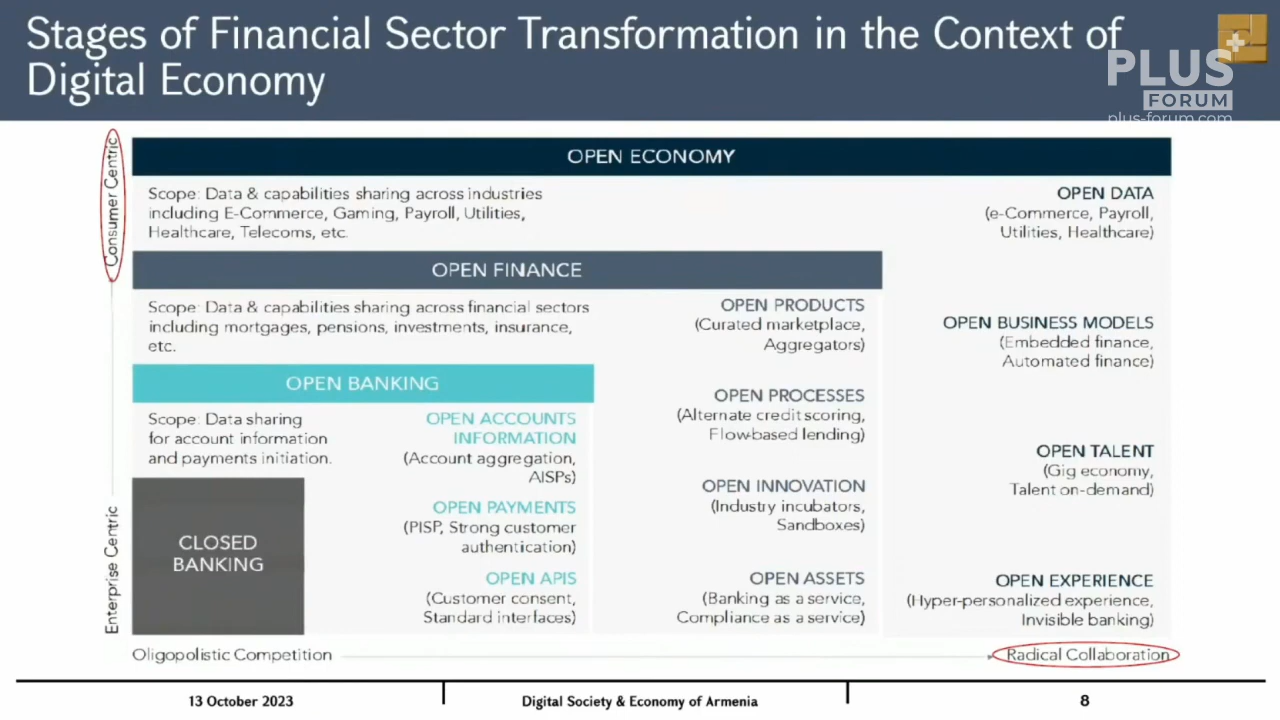 Stages of Financial Sector Transformation in the Context of
Digital Economy
PLUS
FORUM
plus-forum.com
Consumer Centric
Enterprise Centric
OPEN ECONOMY
Scope: Data & capabilities sharing across industries
including E-Commerce, Gaming, Payroll, Utilities,
Healthcare, Telecoms, etc.
OPEN DATA
(e-Commerce, Payroll,
Utilities, Healthcare)
OPEN BUSINESS MODELS
(Embedded finance,
Automated finance)
OPEN TALENT
(Gig economy,
Talent on-demand)
OPEN EXPERIENCE
(Hyper-personalized experience,
Invisible banking)
OPEN FINANCE
Scope: Data & capabilities sharing across financial sectors
including mortgages, pensions, investments, insurance,
etc.
OPEN PRODUCTS
(Curated marketplace,
Aggregators)
OPEN PROCESSES
(Alternate credit scoring,
Flow-based lending)
OPEN INNOVATION
(Industry incubators,
Sandboxes)
OPEN ASSETS
(Banking as a service,
Compliance as a service)
OPEN BANKING
Scope: Data sharing
for account information
and payments initiation.
OPEN ACCOUNTS
INFORMATION
(Account aggregation,
AISPs)
OPEN PAYMENTS
(PISP, Strong customer
authentication)
OPEN APIS
(Customer consent,
Standard interfaces)
CLOSED
BANKING
Oligopolistic Competition
Radical Collaboration
13 October 2023
Digital Society & Economy of Armenia
8